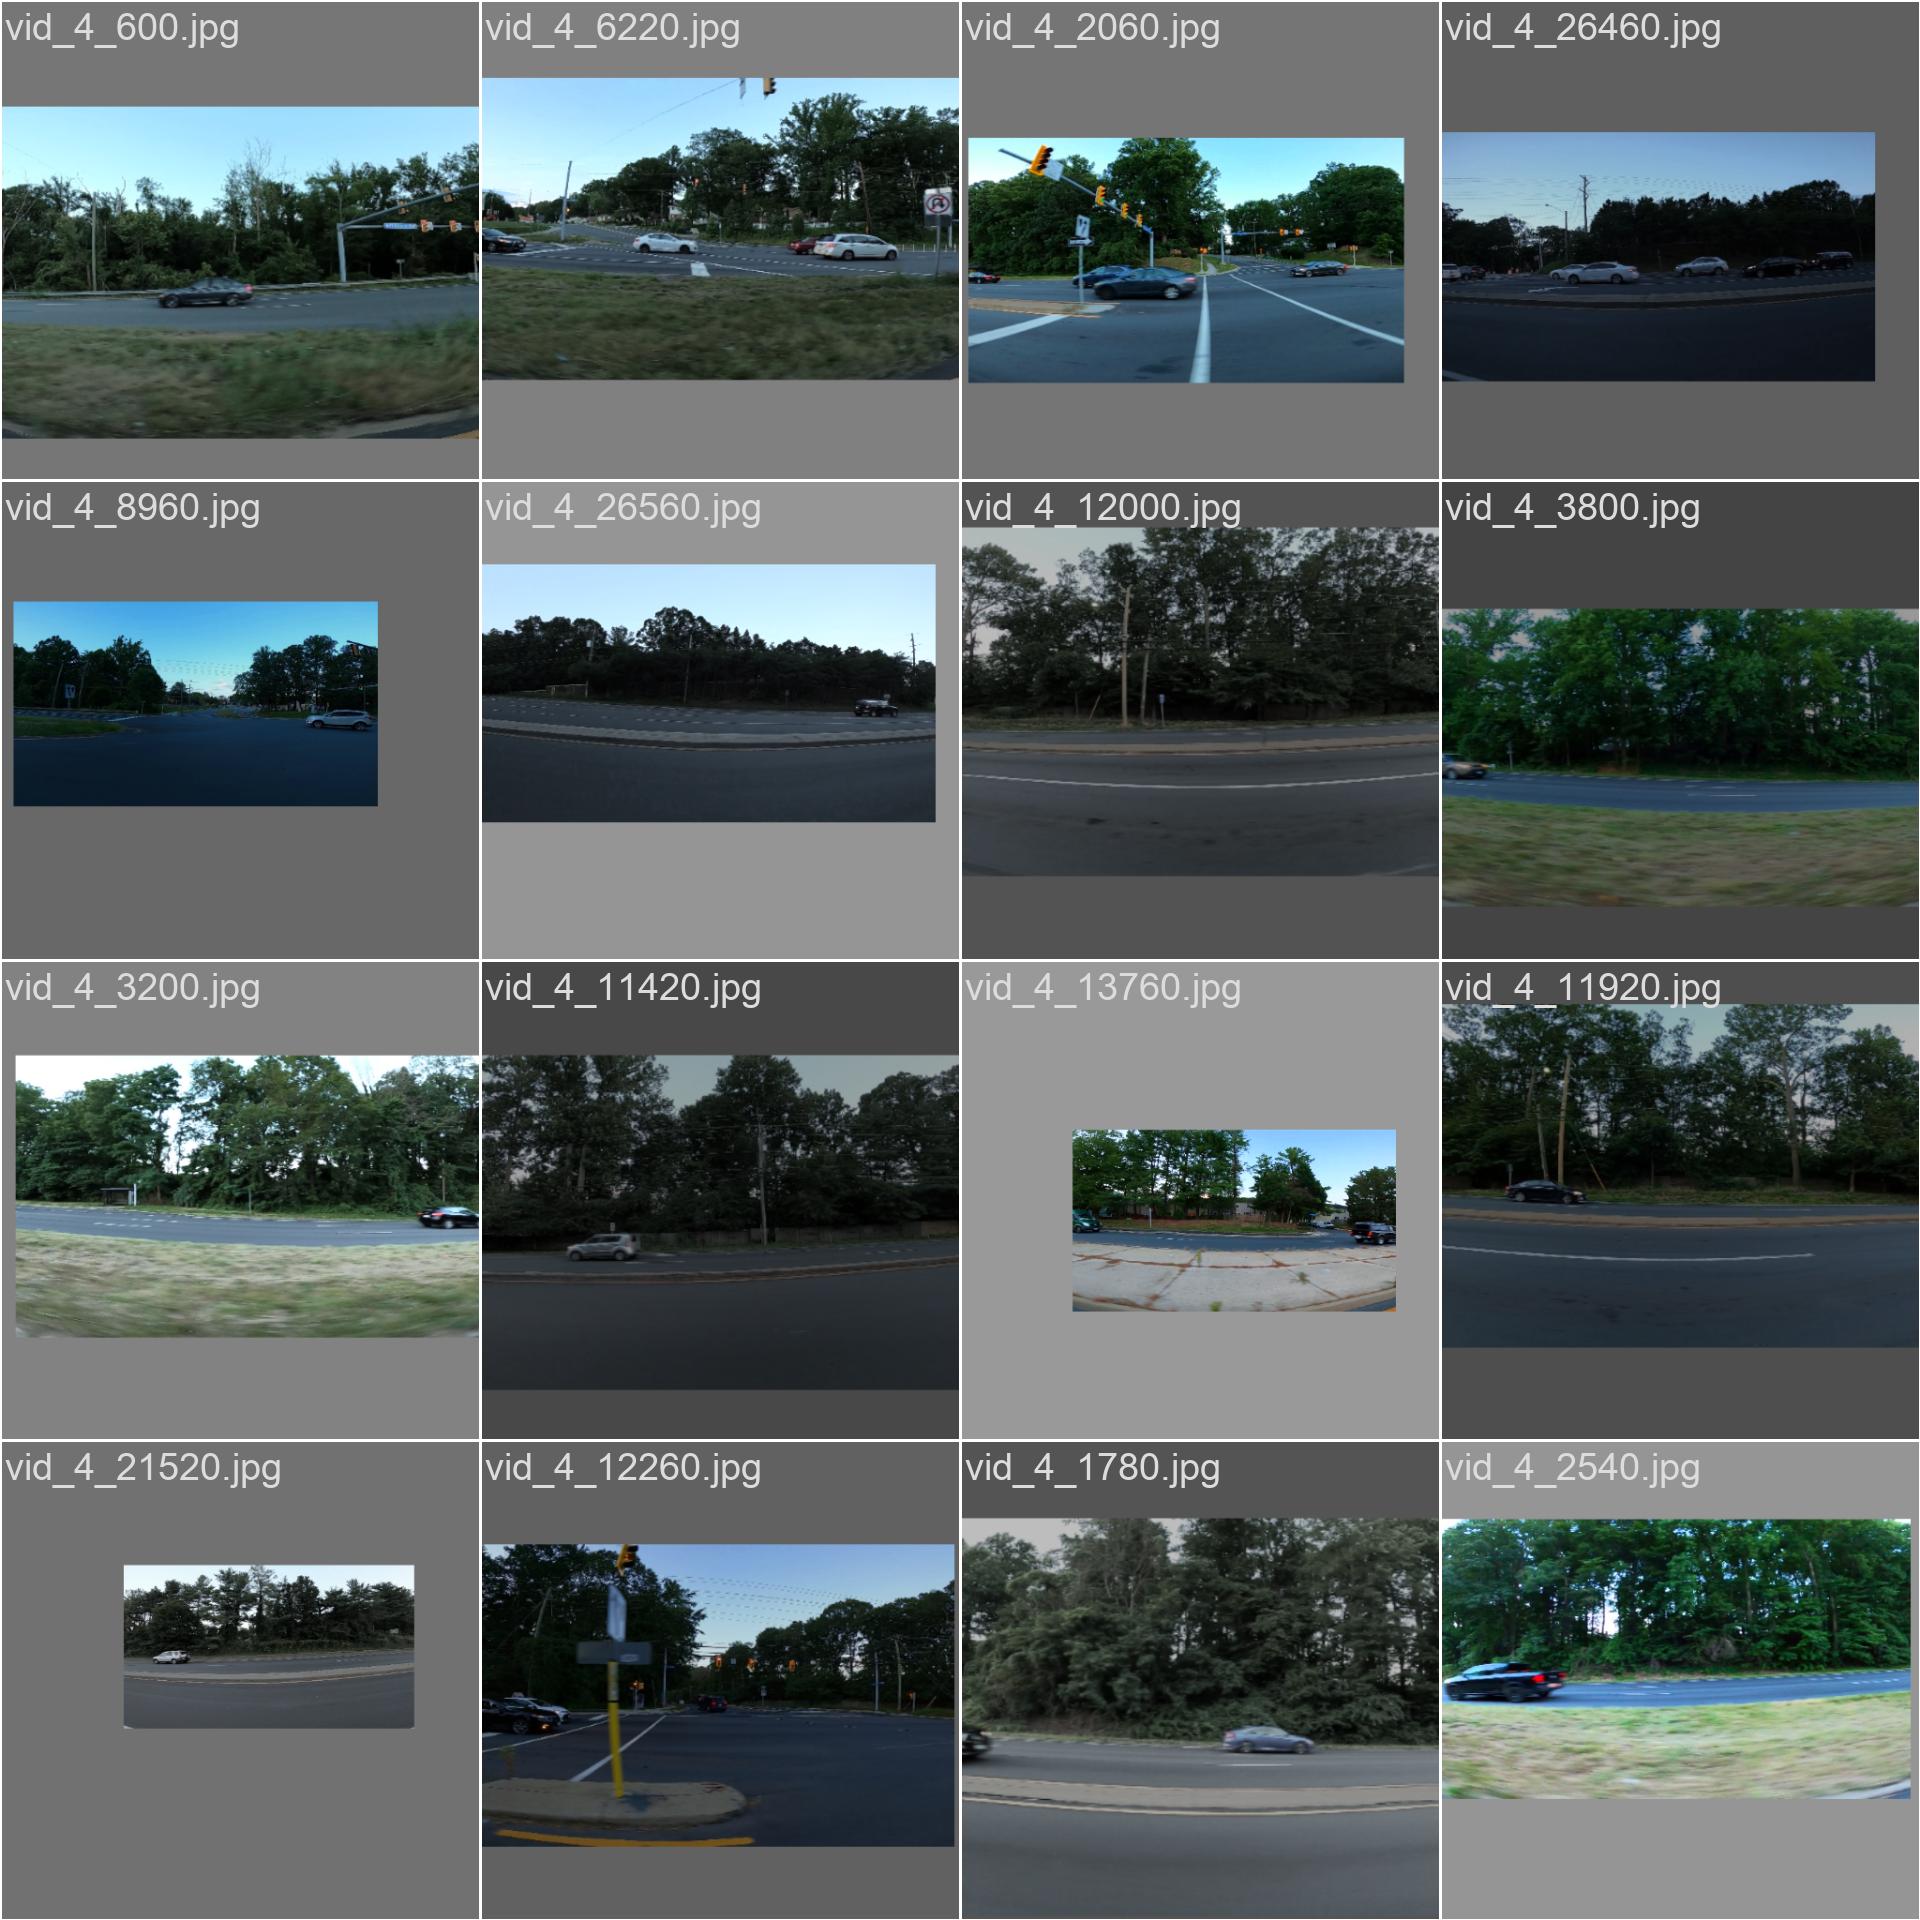 vid_4_600.jpg
vid_4_6220.jpg
vid_4_2060.jpg
vid_4_26460.jpg
vid_4_8960.jpg
vid_4_26560.jpg
vid_4_12000.jpg
vid_4_3800.jpg
vid_4_3200.jpg
vid_4_11420.jpg
vid_4_13760.jpg
vid_4_11920.jpg
vid_4_21520.jpg
vid_4_12260.jpg
vid_4_1780.jpg
vid_4_2540.jpg